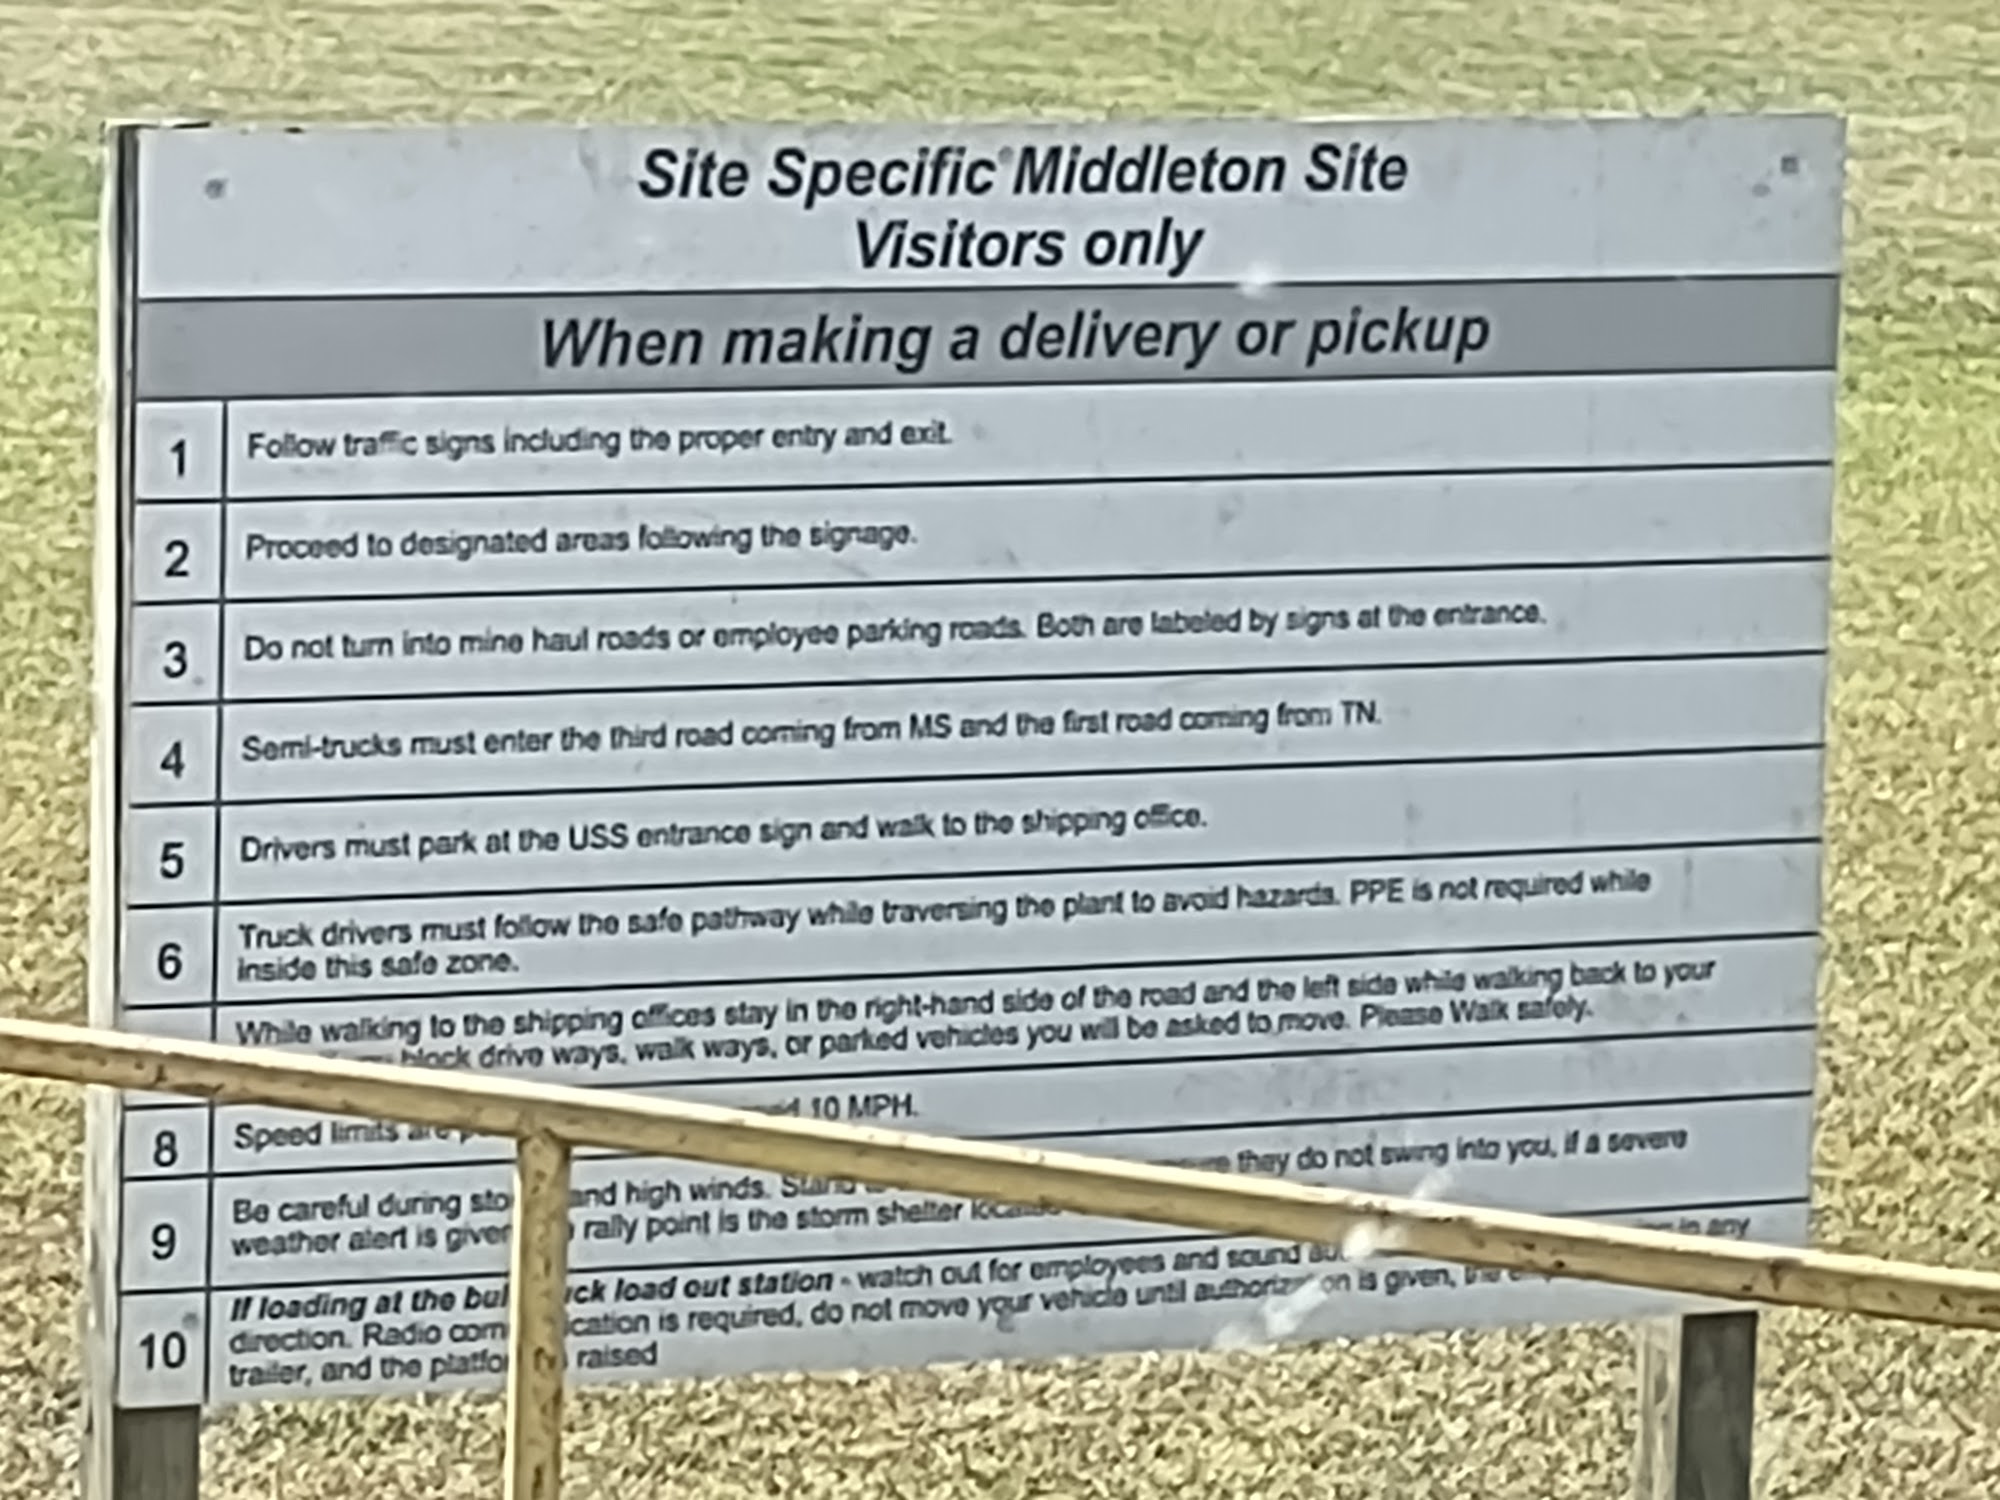 Site Specific Middleton Site
Visitors only
When making a delivery or pickup
1 Follow traffic signs including the proper entry and exit.
2 Proceed to designated areas following the signage.
3 Do not turn into mine haul roads or employee parking roads. Both are labeled by signs at the entrance.
4 Semi-trucks must enter the third road coming from MS and the first road coming from TN.
5 Drivers must park at the USS entrance sign and walk to the shipping office.
6 Truck drivers must follow the safe pathway while traversing the plant to avoid hazards. PPE is not required while
inside this safe zone.
While walking to the shipping offices stay in the right-hand side of the road and the left side while walking back to your
block drive ways, walk ways, or parked vehicles you will be asked to move. Please Walk safely.
8 Speed limits are 10 MPH.
9 Be careful during and high winds. they do not swing into you, if a severe
weather alert is rally point is the storm shelter
10 If loading at the load out station - watch out for employees and sound in any
direction. Radio is required, do not move your vehicle until authorization is given,
trailer, and the raised